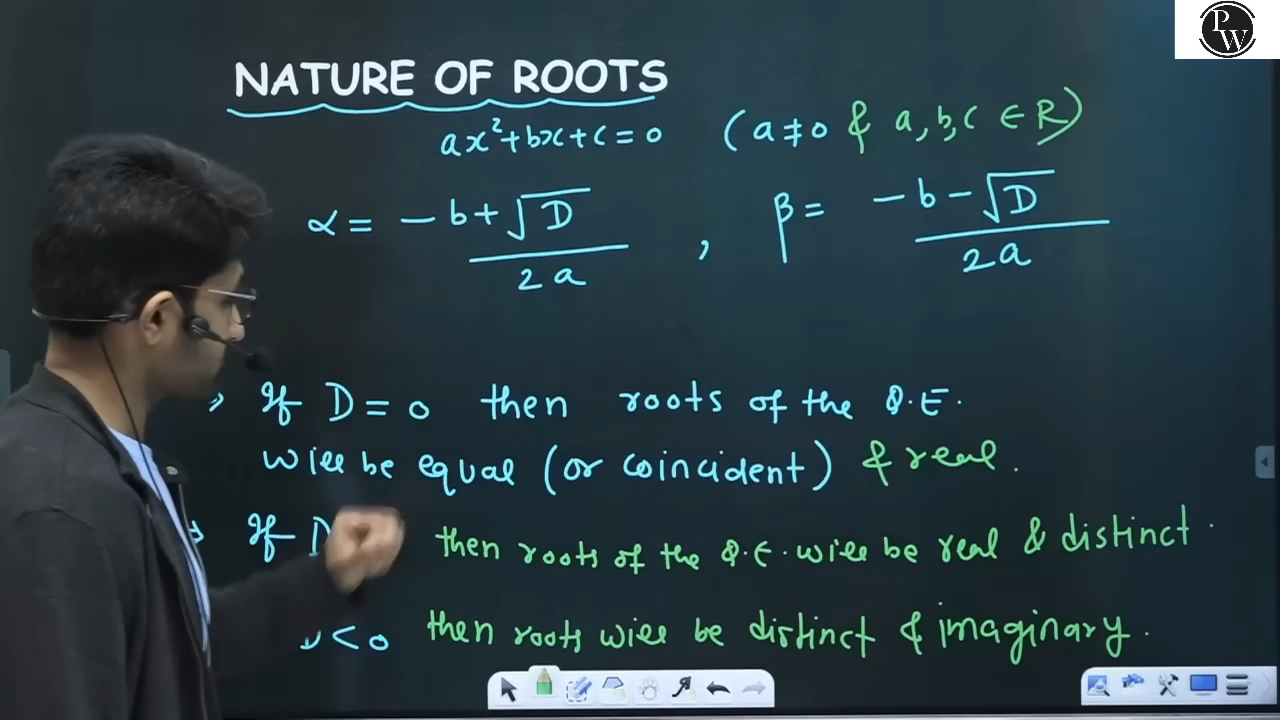 PW
NATURE OF ROOTS
ax²+bx+c=0 (a≠0 & a,b,c ∈ R)
α = -b+√D / 2a , β = -b-√D / 2a
If D=0 then roots of the Q.E.
will be equal (or coincident) & real.
If D then roots of the Q.E. will be real & distinct.
D<0 then roots will be distinct & imaginary.